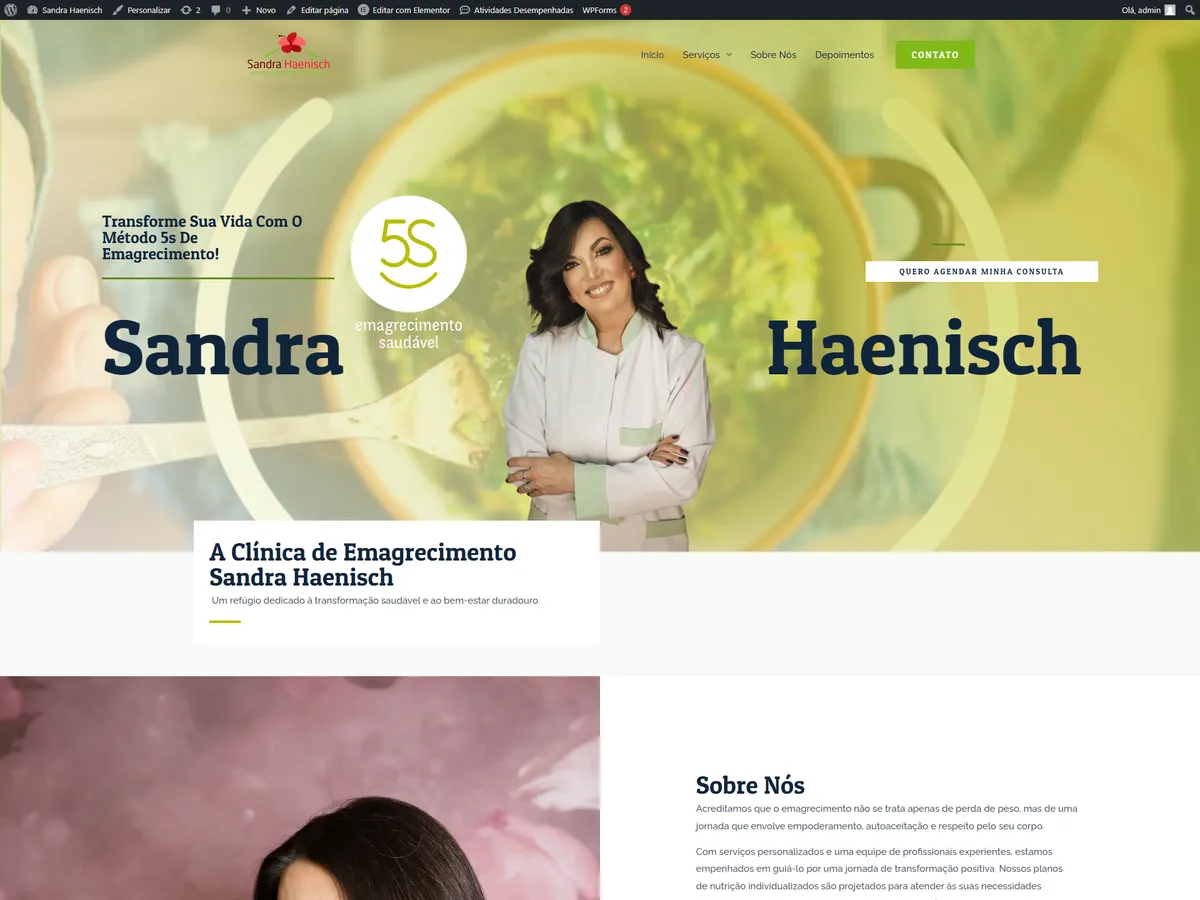 Sandra Haenisch
Personalizar
2
0
Novo
Editar página
Editar com Elementor
Atividades Desempenhadas
WPForms
2
Olá, admin
Sandra Haenisch
Início
Serviços
Sobre Nós
Depoimentos
CONTATO
Transforme Sua Vida Com O
Método 5s De
Emagrecimento!
5S
emagrecimento
saudável
QUERO AGENDAR MINHA CONSULTA
Sandra
Haenisch
A Clínica de Emagrecimento
Sandra Haenisch
Um refúgio dedicado à transformação saudável e ao bem-estar duradouro.
Sobre Nós
Acreditamos que o emagrecimento não se trata apenas de perda de peso, mas de uma
jornada que envolve empoderamento, autoaceitação e respeito pelo seu corpo.
Com serviços personalizados e uma equipe de profissionais experientes, estamos
empenhados em guiá-lo por uma jornada de transformação positiva. Nossos planos
de nutrição individualizados são projetados para atender às suas necessidades